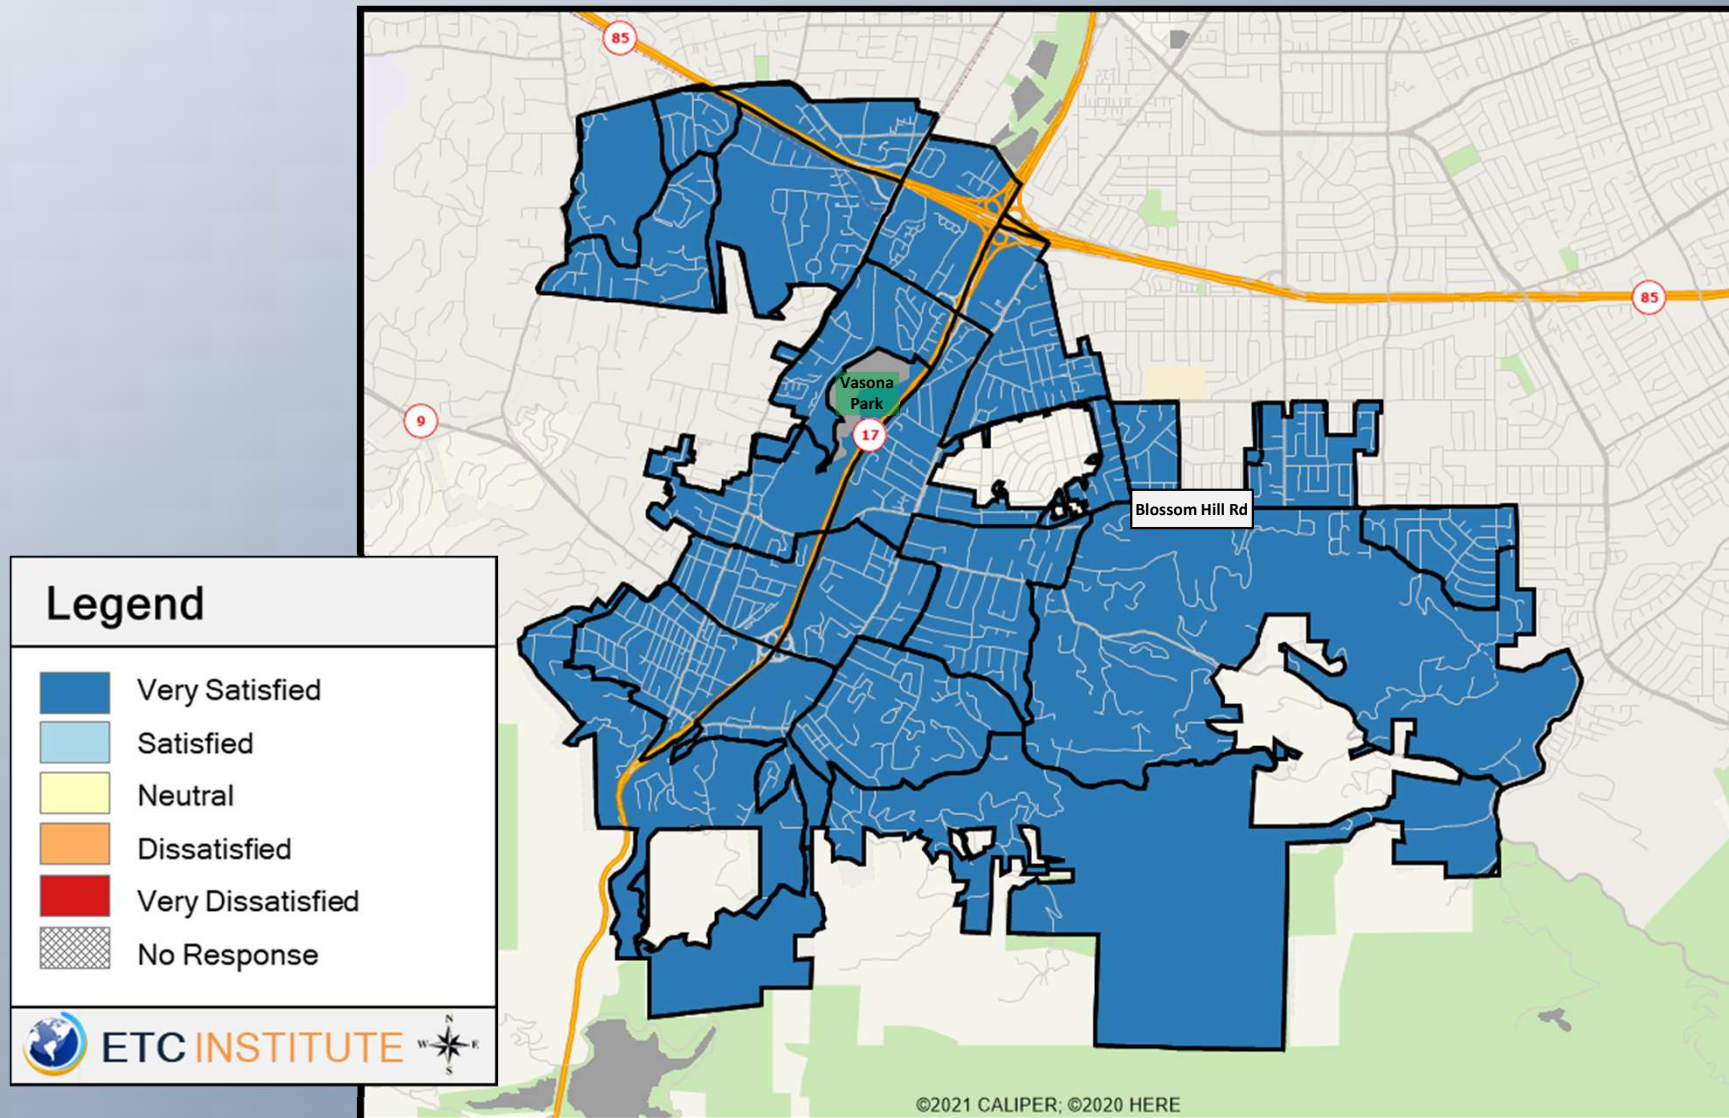 85
85
9
Vasona
Park
17
Blossom Hill Rd
Legend
Very Satisfied
Satisfied
Neutral
Dissatisfied
Very Dissatisfied
No Response
ETC INSTITUTE
N
W E
S
©2021 CALIPER; ©2020 HERE